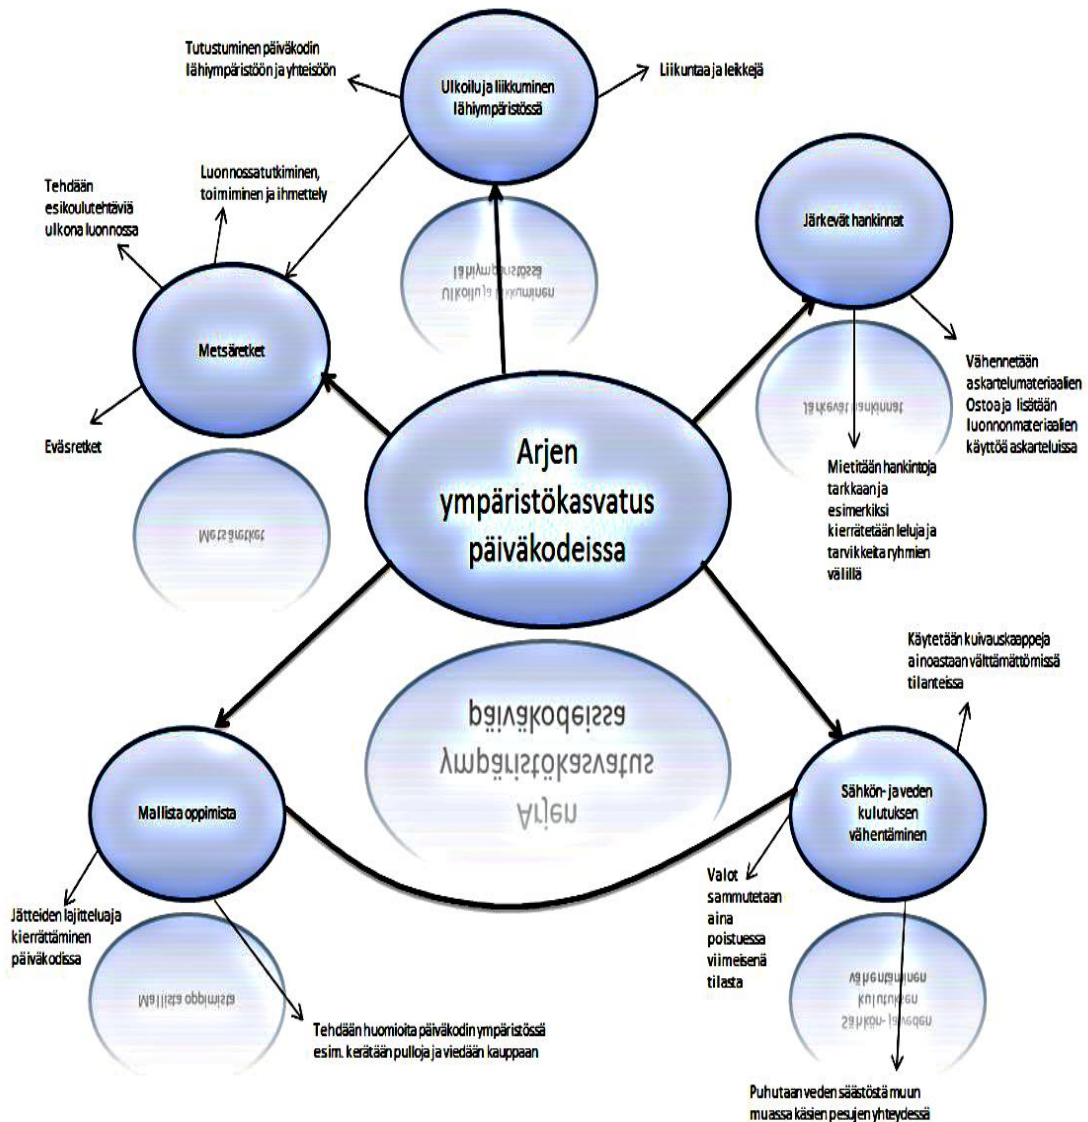 Tutustuminen päiväkodin
lähiympäristöön ja yhteisöön
Ulkoilu ja liikkuminen
lähiympäristössä
Liikuntaa ja leikkejä
Luonnossa tutkiminen,
toimiminen ja ihmettely
Tehdään
esikoulutehtäviä
ulkona luonnossa
Metsäretket
Eväsretket
Järkevät hankinnat
Vähennetään
askartelumateriaalien
Ostoa ja lisätään
luonnonmateriaalien
käyttöä askarteluissa
Mietitään hankintoja
tarkkaan ja
esimerkiksi
kierrätetään leluja ja
tarvikkeita ryhmien
välillä
Arjen
ympäristökasvatus
päiväkodeissa
Käytetään kuivauskaappeja
ainoastaan välttämättömissä
tilanteissa
Sähkön- ja veden
kulutuksen
vähentäminen
Valot
sammutetaan
aina
poistuessa
viimeisenä
tilasta
Puhutaan veden säästöstä muun
muassa käsien pesujen yhteydessä
Mallista oppimista
Jätteiden lajittelu ja
kierrättäminen
päiväkodissa
Tehdään huomioita päiväkodin ympäristössä
esim. kerätään pulloja ja viedään kauppaan